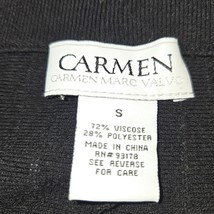 CARMEN
CARMEN MARC VALVO
S
72% VISCOSE
28% POLYESTER
MADE IN CHINA
RN# 93178
SEE REVERSE
FOR CARE